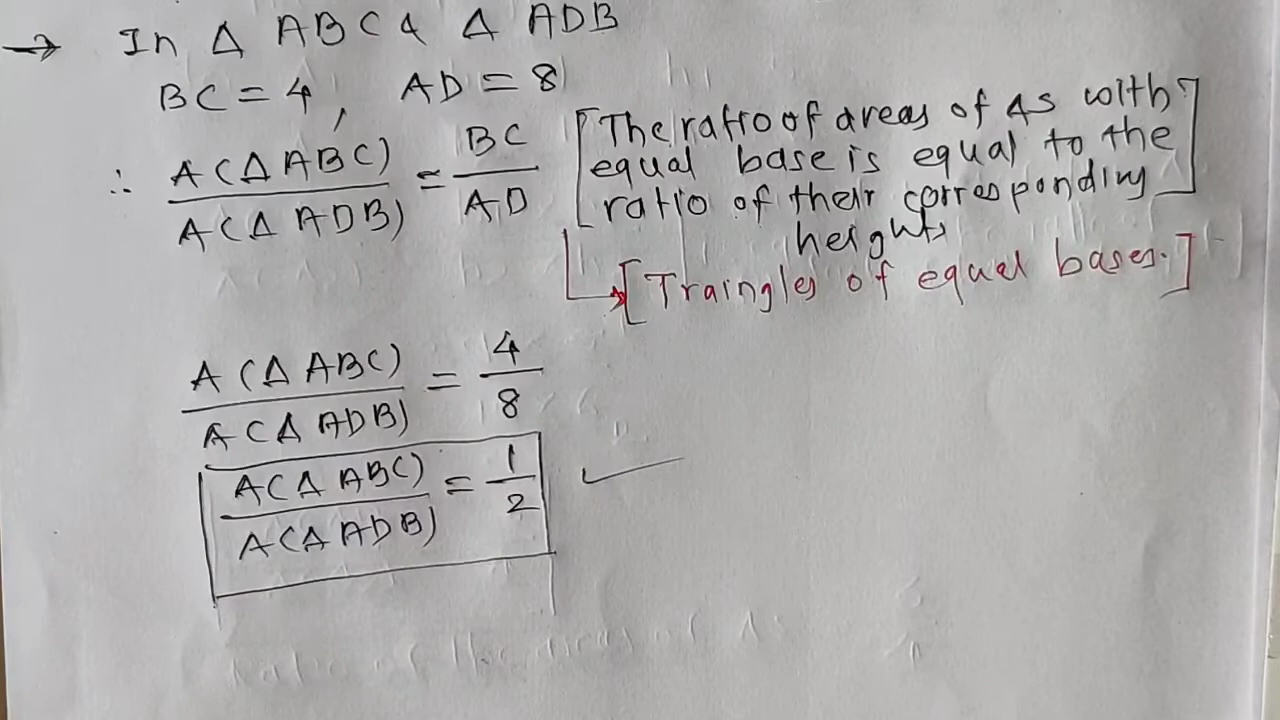 → In Δ ABC & Δ ADB
BC = 4, AD = 8
∴ A(Δ ABC) / A(Δ ADB) = BC / AD
[The ratio of areas of Δs with
equal base is equal to the
ratio of their corresponding
heights]
→ [Traingles of equal bases.]
A(Δ ABC) / A(Δ ADB) = 4 / 8
A(Δ ABC) / A(Δ ADB) = 1 / 2